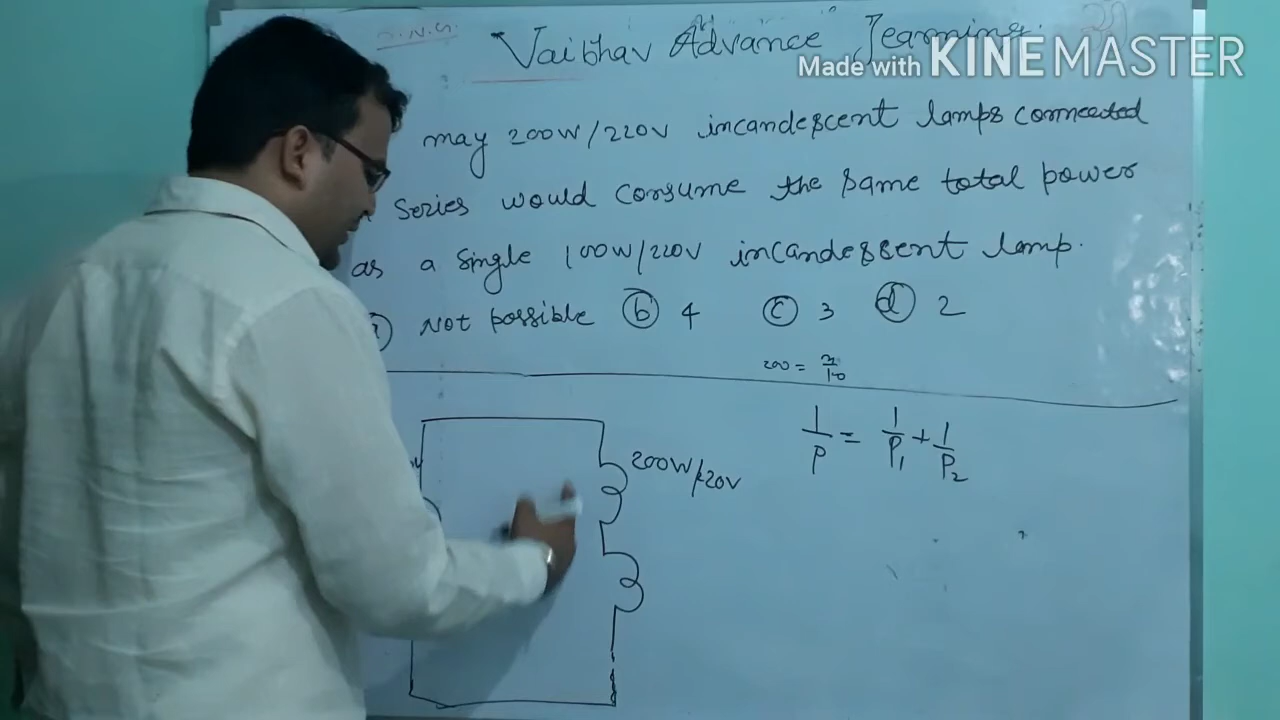 Vaibhav Advance Learning
Made with KINEMASTER
may 200W/220V incandescent lamps connected
series would consume the same total power
as a single 100W/220V incandessent lamp.
Not possible (b) 4 (c) 3 (d) 2
1/P = 1/P₁ + 1/P₂
200W/220V